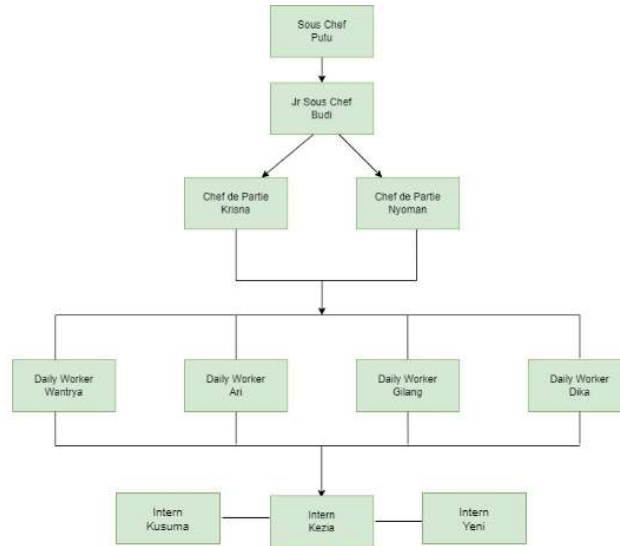 Sous Chef
Putu
Jr Sous Chef
Budi
Chef de Partie
Krisna
Chef de Partie
Nyoman
Daily Worker
Wantrya
Daily Worker
Ari
Daily Worker
Gilang
Daily Worker
Dika
Intern
Kusuma
Intern
Kezia
Intern
Yeni